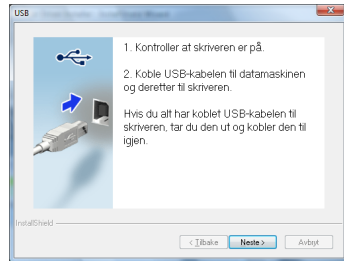 USB
1. Kontroller at skriveren er på.
2. Koble USB-kabelen til datamaskinen
og deretter til skriveren.
Hvis du alt har koblet USB-kabelen til
skriveren, tar du den ut og kobler den til
igjen.
InstallShield
< Tilbake
Neste >
Avbryt